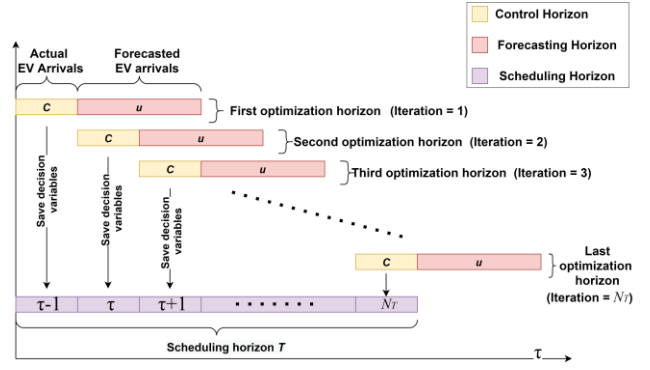 Control Horizon
Forecasting Horizon
Scheduling Horizon
Actual
EV Arrivals
Forecasted
EV arrivals
C
u
First optimization horizon (Iteration = 1)
C
u
Second optimization horizon (Iteration = 2)
C
u
Third optimization horizon (Iteration = 3)
Save decision
variables
Save decision
variables
Save decision
variables
C
u
Last
optimization
horizon
(Iteration = N_T)
τ-1
τ
τ+1
N_T
Scheduling horizon T
τ